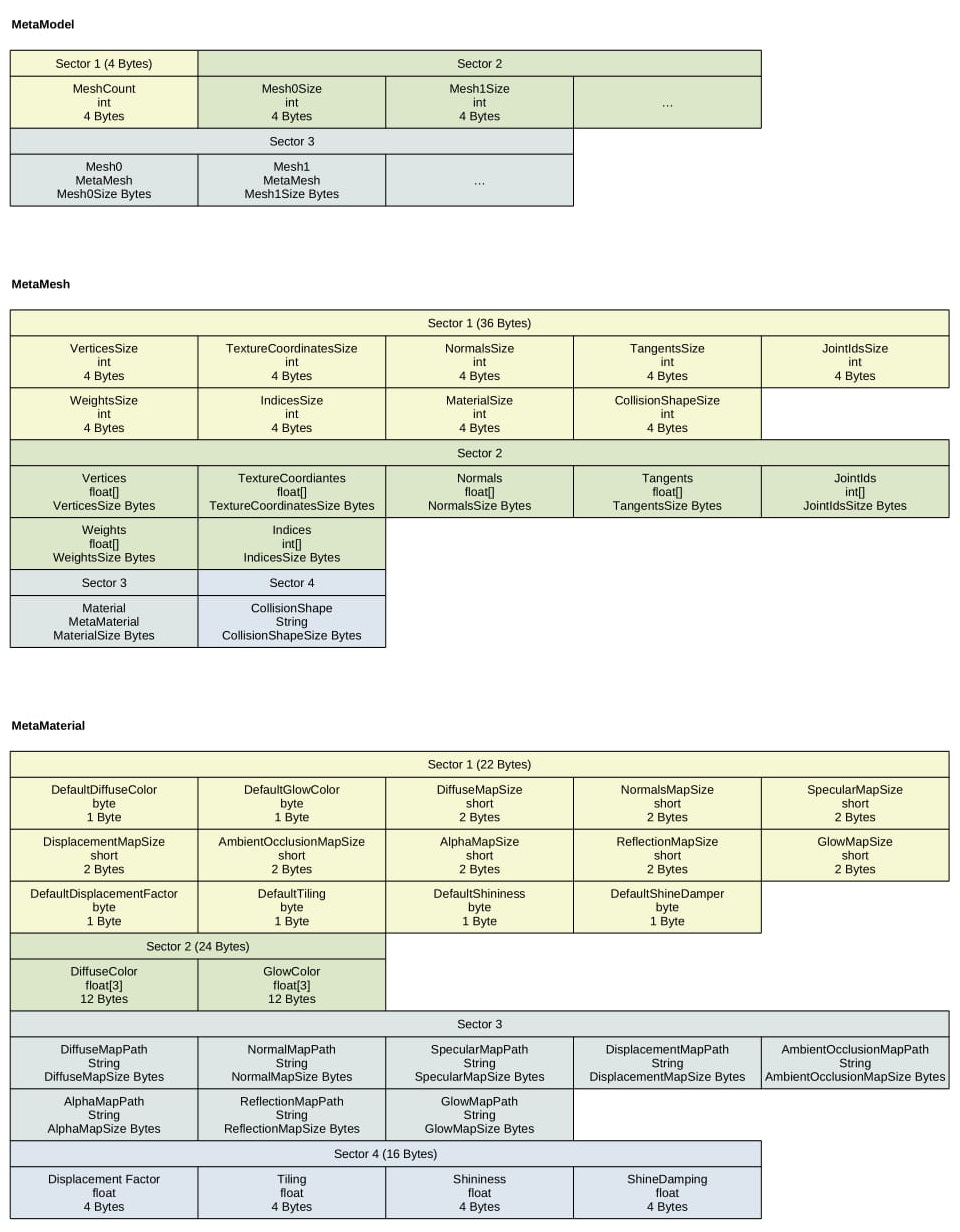 MetaModel
Sector 1 (4 Bytes)
Sector 2
MeshCount
int
4 Bytes
Mesh0Size
int
4 Bytes
Mesh1Size
int
4 Bytes
...
Sector 3
Mesh0
MetaMesh
Mesh0Size Bytes
Mesh1
MetaMesh
Mesh1Size Bytes
...
MetaMesh
Sector 1 (36 Bytes)
VerticesSize
int
4 Bytes
TextureCoordinatesSize
int
4 Bytes
NormalsSize
int
4 Bytes
TangentsSize
int
4 Bytes
JointIdsSize
int
4 Bytes
WeightsSize
int
4 Bytes
IndicesSize
int
4 Bytes
MaterialSize
int
4 Bytes
CollisionShapeSize
int
4 Bytes
Sector 2
Vertices
float[]
VerticesSize Bytes
TextureCoordiantes
float[]
TextureCoordinatesSize Bytes
Normals
float[]
NormalsSize Bytes
Tangents
float[]
TangentsSize Bytes
JointIds
int[]
JointIdsSitze Bytes
Weights
float[]
WeightsSize Bytes
Indices
int[]
IndicesSize Bytes
Sector 3
Sector 4
Material
MetaMaterial
MaterialSize Bytes
CollisionShape
String
CollisionShapeSize Bytes
MetaMaterial
Sector 1 (22 Bytes)
DefaultDiffuseColor
byte
1 Byte
DefaultGlowColor
byte
1 Byte
DiffuseMapSize
short
2 Bytes
NormalsMapSize
short
2 Bytes
SpecularMapSize
short
2 Bytes
DisplacementMapSize
short
2 Bytes
AmbientOcclusionMapSize
short
2 Bytes
AlphaMapSize
short
2 Bytes
ReflectionMapSize
short
2 Bytes
GlowMapSize
short
2 Bytes
DefaultDisplacementFactor
byte
1 Byte
DefaultTiling
byte
1 Byte
DefaultShininess
byte
1 Byte
DefaultShineDamper
byte
1 Byte
Sector 2 (24 Bytes)
DiffuseColor
float[3]
12 Bytes
GlowColor
float[3]
12 Bytes
Sector 3
DiffuseMapPath
String
DiffuseMapSize Bytes
NormalMapPath
String
NormalMapSize Bytes
SpecularMapPath
String
SpecularMapSize Bytes
DisplacementMapPath
String
DisplacementMapSize Bytes
AmbientOcclusionMapPath
String
AmbientOcclusionMapSize Bytes
AlphaMapPath
String
AlphaMapSize Bytes
ReflectionMapPath
String
ReflectionMapSize Bytes
GlowMapPath
String
GlowMapSize Bytes
Sector 4 (16 Bytes)
Displacement Factor
float
4 Bytes
Tiling
float
4 Bytes
Shininess
float
4 Bytes
ShineDamping
float
4 Bytes